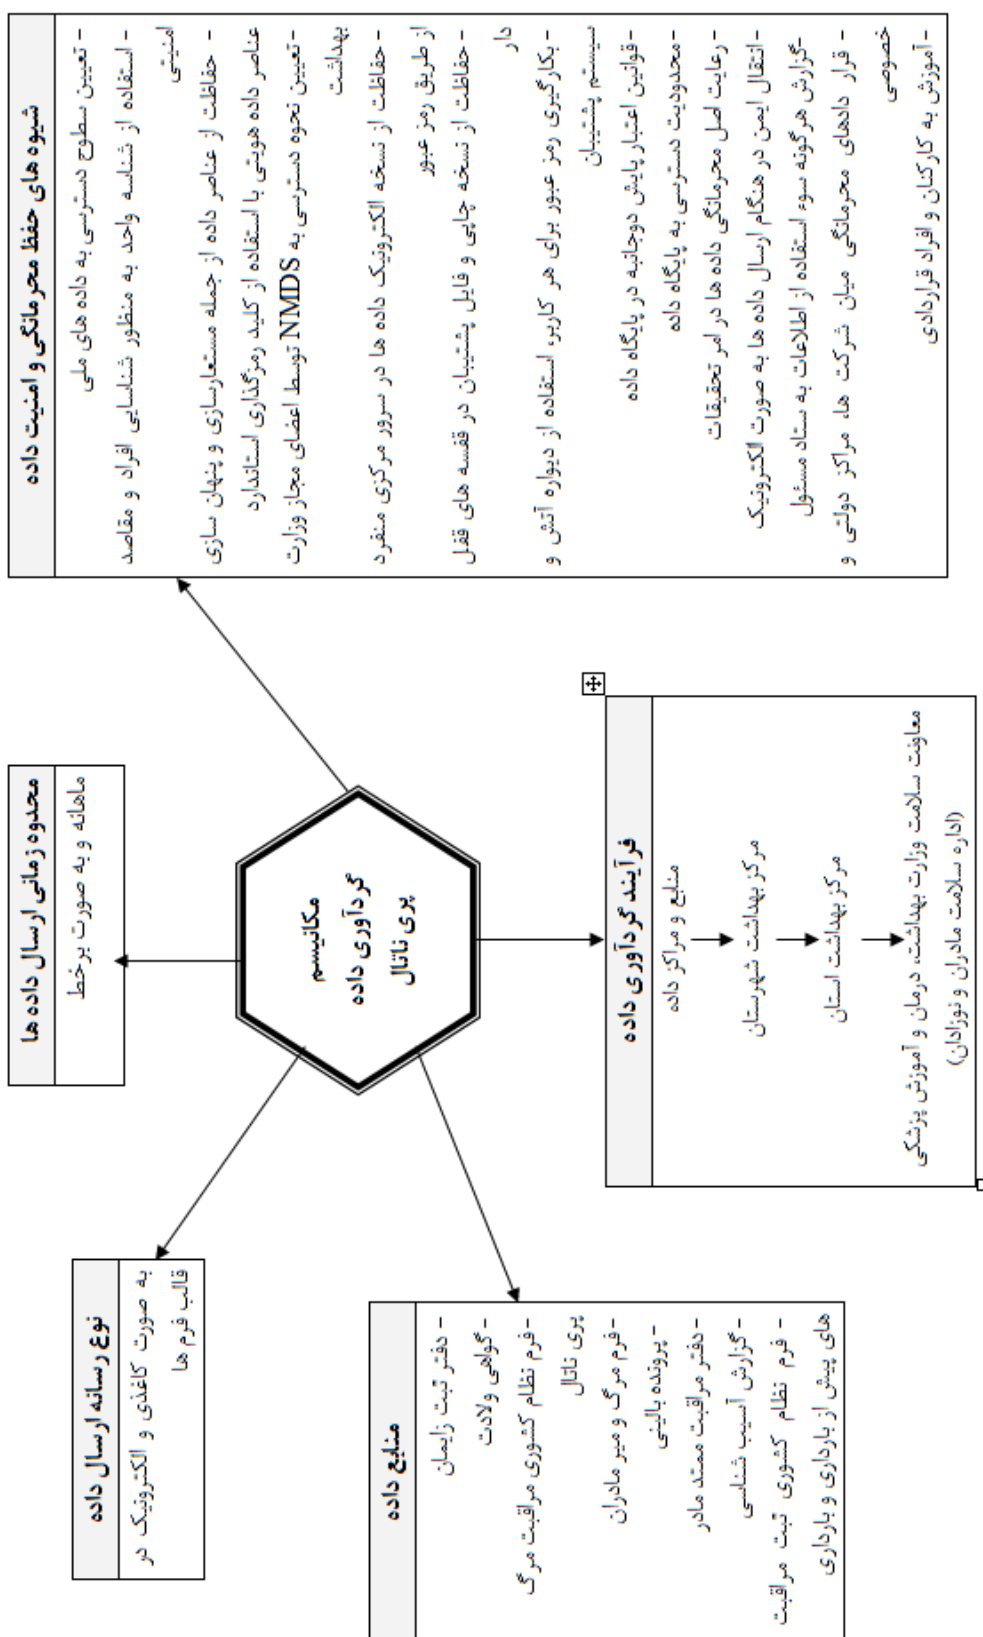 شیوه های حفظ محرمانگی و امنیت داده
- تعیین سطوح دسترسی به داده های ملی
- استفاده از شناسه واحد به منظور شناسایی افراد و مقاصد
امنیتی
- حفاظت از عناصر داده از جمله مستعارسازی و پنهان سازی
عناصر داده هویتی با استفاده از کلید رمزگذاری استاندارد
-تعیین نحوه دسترسی به NMDS توسط اعضای مجاز وزارت
بهداشت
-حفاظت از نسخه الکترونیک داده ها در سرور مرکزی منفرد
از طریق رمز عبور
-حفاظت از نسخه چاپی و فایل پشتیبان در قفسه های قفل
دار
-بکارگیری رمز عبور برای هر کاربر، استفاده از دیواره آتش و
سیستم پشتیبان
-قوانین اعتبار پایش دوجانبه در پایگاه داده
-محدودیت دسترسی به پایگاه داده
-رعایت اصل محرمانگی داده ها در امر تحقیقات
-انتقال ایمن در هنگام ارسال داده ها به صورت الکترونیک
-گزارش هرگونه سوء استفاده از اطلاعات به ستاد مسئول
- قرار دادهای محرمانگی میان شرکت ها، مراکز دولتی و
خصوصی
-آموزش به کارکنان و افراد قراردادی
محدوه زمانی ارسال داده ها
ماهانه و به صورت برخط
مکانیسم
گردآوری داده
پری ناتال
فرآیند گردآوری داده
منابع و مراکز داده
مرکز بهداشت شهرستان
مرکز بهداشت استان
معاونت سلامت وزارت بهداشت، درمان و آموزش پزشکی
(اداره سلامت مادران و نوزادان)
نوع رسانه ارسال داده
به صورت کاغذی و الکترونیک در
قالب فرم ها
منابع داده
- دفتر ثبت زایمان
-گواهی ولادت
-فرم نظام کشوری مراقبت مرگ
پری ناتال
-فرم مرگ و میر مادران
- پرونده بالینی
-دفتر مراقبت ممتد مادر
-گزارش آسیب شناسی
- فرم نظام کشوری ثبت مراقبت
های پیش از بارداری و بارداری